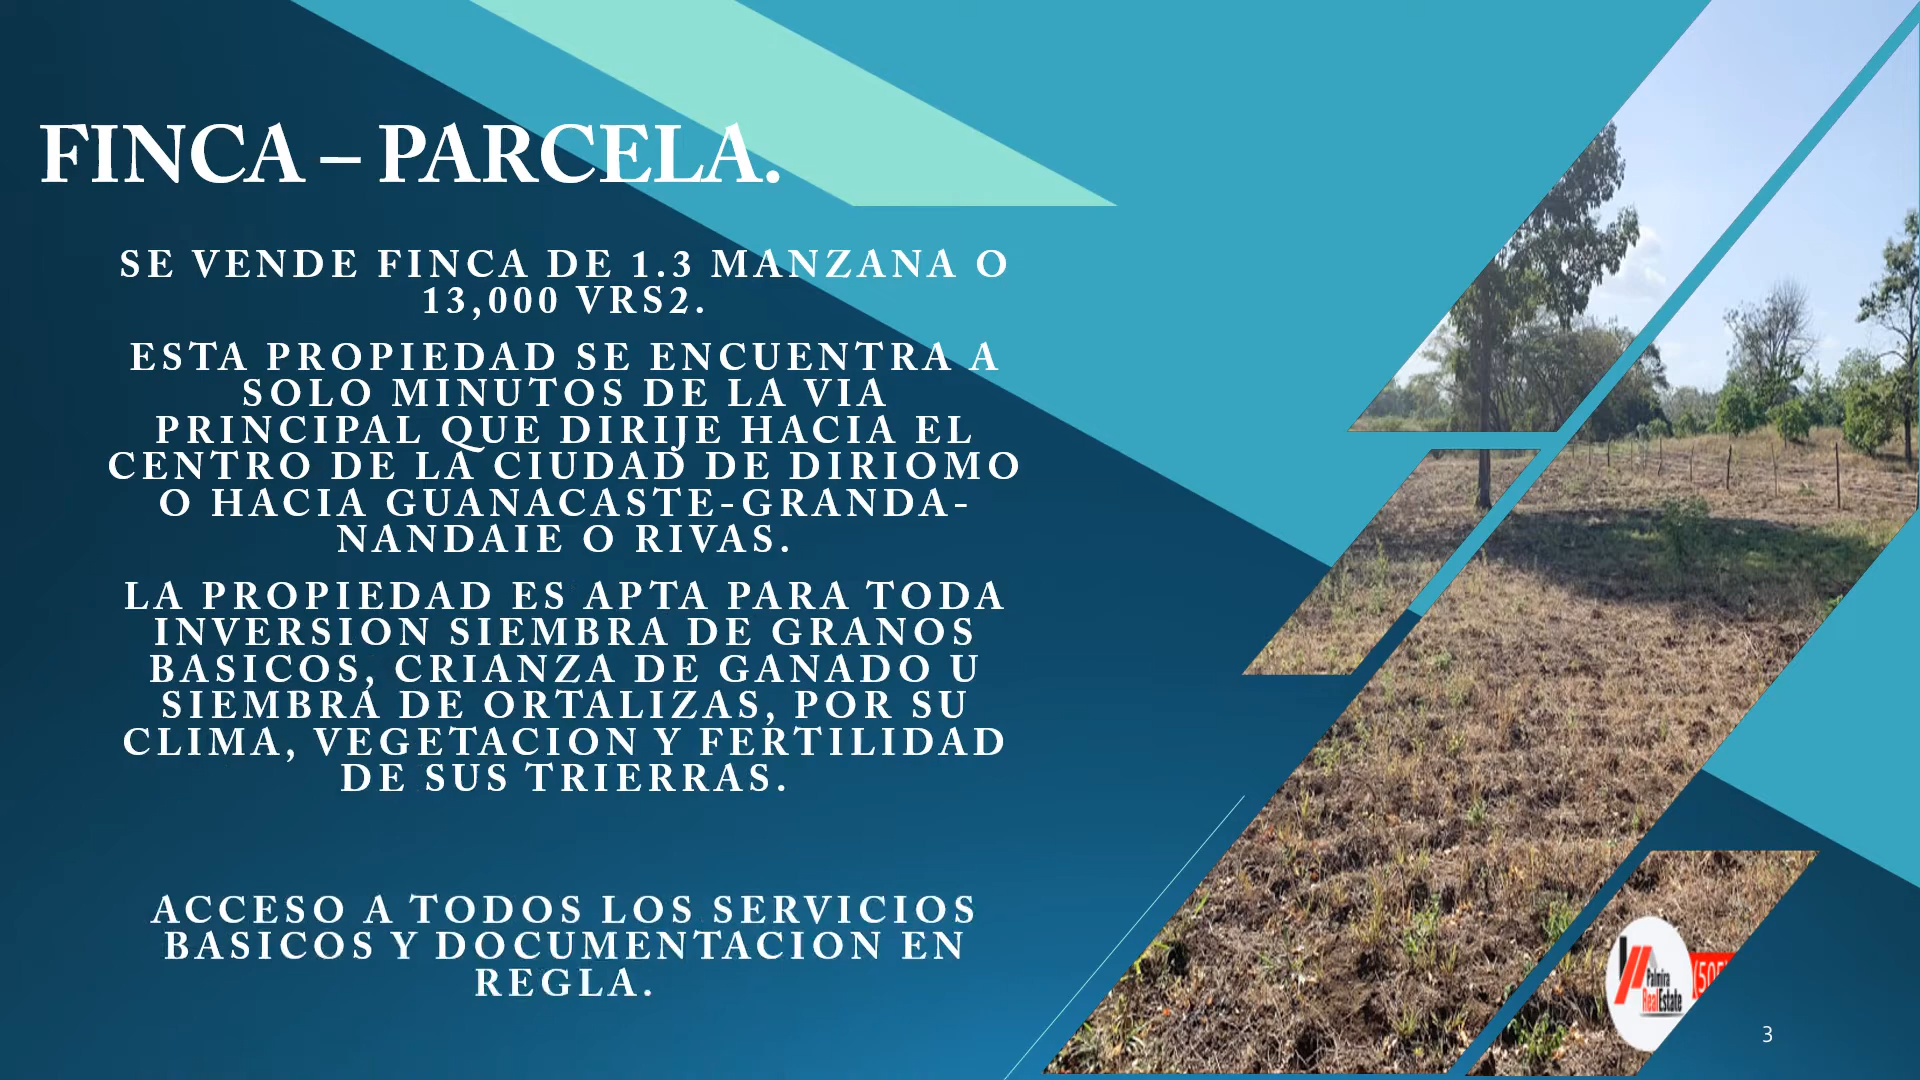 FINCA – PARCELA.
SE VENDE FINCA DE 1.3 MANZANA O
13,000 VRS2.
ESTA PROPIEDAD SE ENCUENTRA A
SOLO MINUTOS DE LA VIA
PRINCIPAL QUE DIRIJE HACIA EL
CENTRO DE LA CIUDAD DE DIRIOMO
O HACIA GUANACASTE-GRANDA-
NANDAIE O RIVAS.
LA PROPIEDAD ES APTA PARA TODA
INVERSION SIEMBRA DE GRANOS
BASICOS, CRIANZA DE GANADO U
SIEMBRA DE ORTALIZAS, POR SU
CLIMA, VEGETACION Y FERTILIDAD
DE SUS TRIERRAS.
ACCESO A TODOS LOS SERVICIOS
BASICOS Y DOCUMENTACION EN
REGLA.
Palmira
RealEstate
(505
3